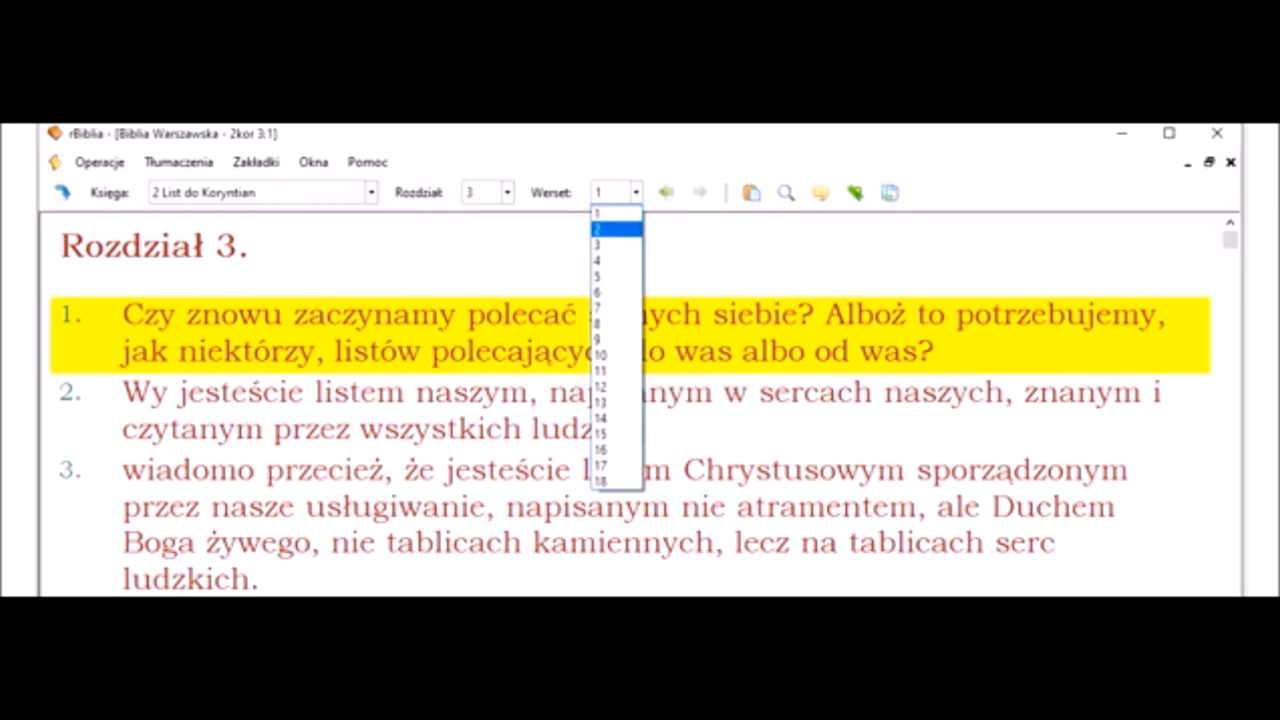 rBiblia - [Biblia Warszawska - 2kor 3:1]
Operacje Tłumaczenia Zakładki Okna Pomoc
Księga: 2 List do Koryntian Rozdział: 3 Werset: 1
1
2
3
4
5
6
7
8
9
10
11
12
13
14
15
16
17
18
Rozdział 3.
1. Czy znowu zaczynamy polecać siebie? Alboż to potrzebujemy,
jak niektórzy, listów was albo od was?
2. Wy jesteście listem naszym, w sercach naszych, znanym i
czytanym przez wszystkich
3. wiadomo przecież, że jesteście Chrystusowym sporządzonym
przez nasze usługiwanie, napisanym nie atramentem, ale Duchem
Boga żywego, nie tablicach kamiennych, lecz na tablicach serc
ludzkich.